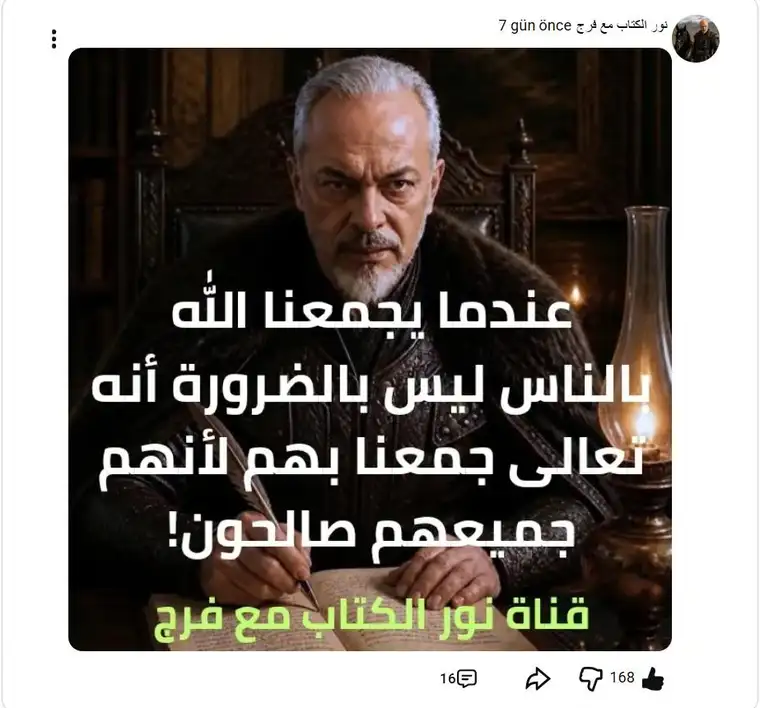 نور الكتاب مع فرج 7 gün önce
عندما يجمعنا الله
بالناس ليس بالضرورة أنه
تعالى جمعنا بهم لأنهم
جميعهم صالحون!
قناة نور الكتاب مع فرج
168
16